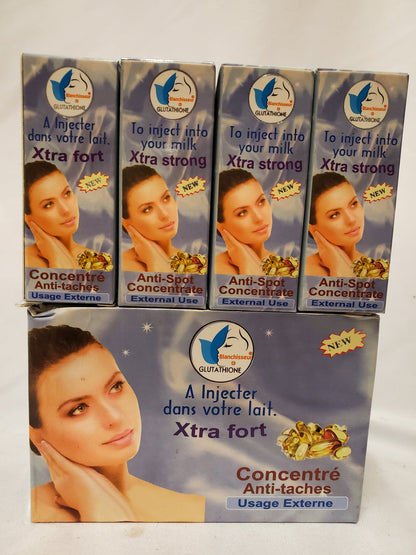 Blanchisseur
GLUTATHIONE
A Injecter
dans votre lait.
Xtra fort
NEW
Concentré
Anti-taches
Usage Externe
Blanchisseur
GLUTATHIONE
To inject into
your milk
Xtra strong
NEW
Anti-Spot
Concentrate
External Use
Blanchisseur
GLUTATHIONE
To inject into
your milk
Xtra strong
NEW
Anti-Spot
Concentrate
External Use
Blanchisseur
GLUTATHIONE
To inject into
your milk
Xtra strong
NEW
Anti-Spot
Concentrate
External Use
Blanchisseur
GLUTATHIONE
NEW
A Injecter
dans votre lait.
Xtra fort
Concentré
Anti-taches
Usage Externe